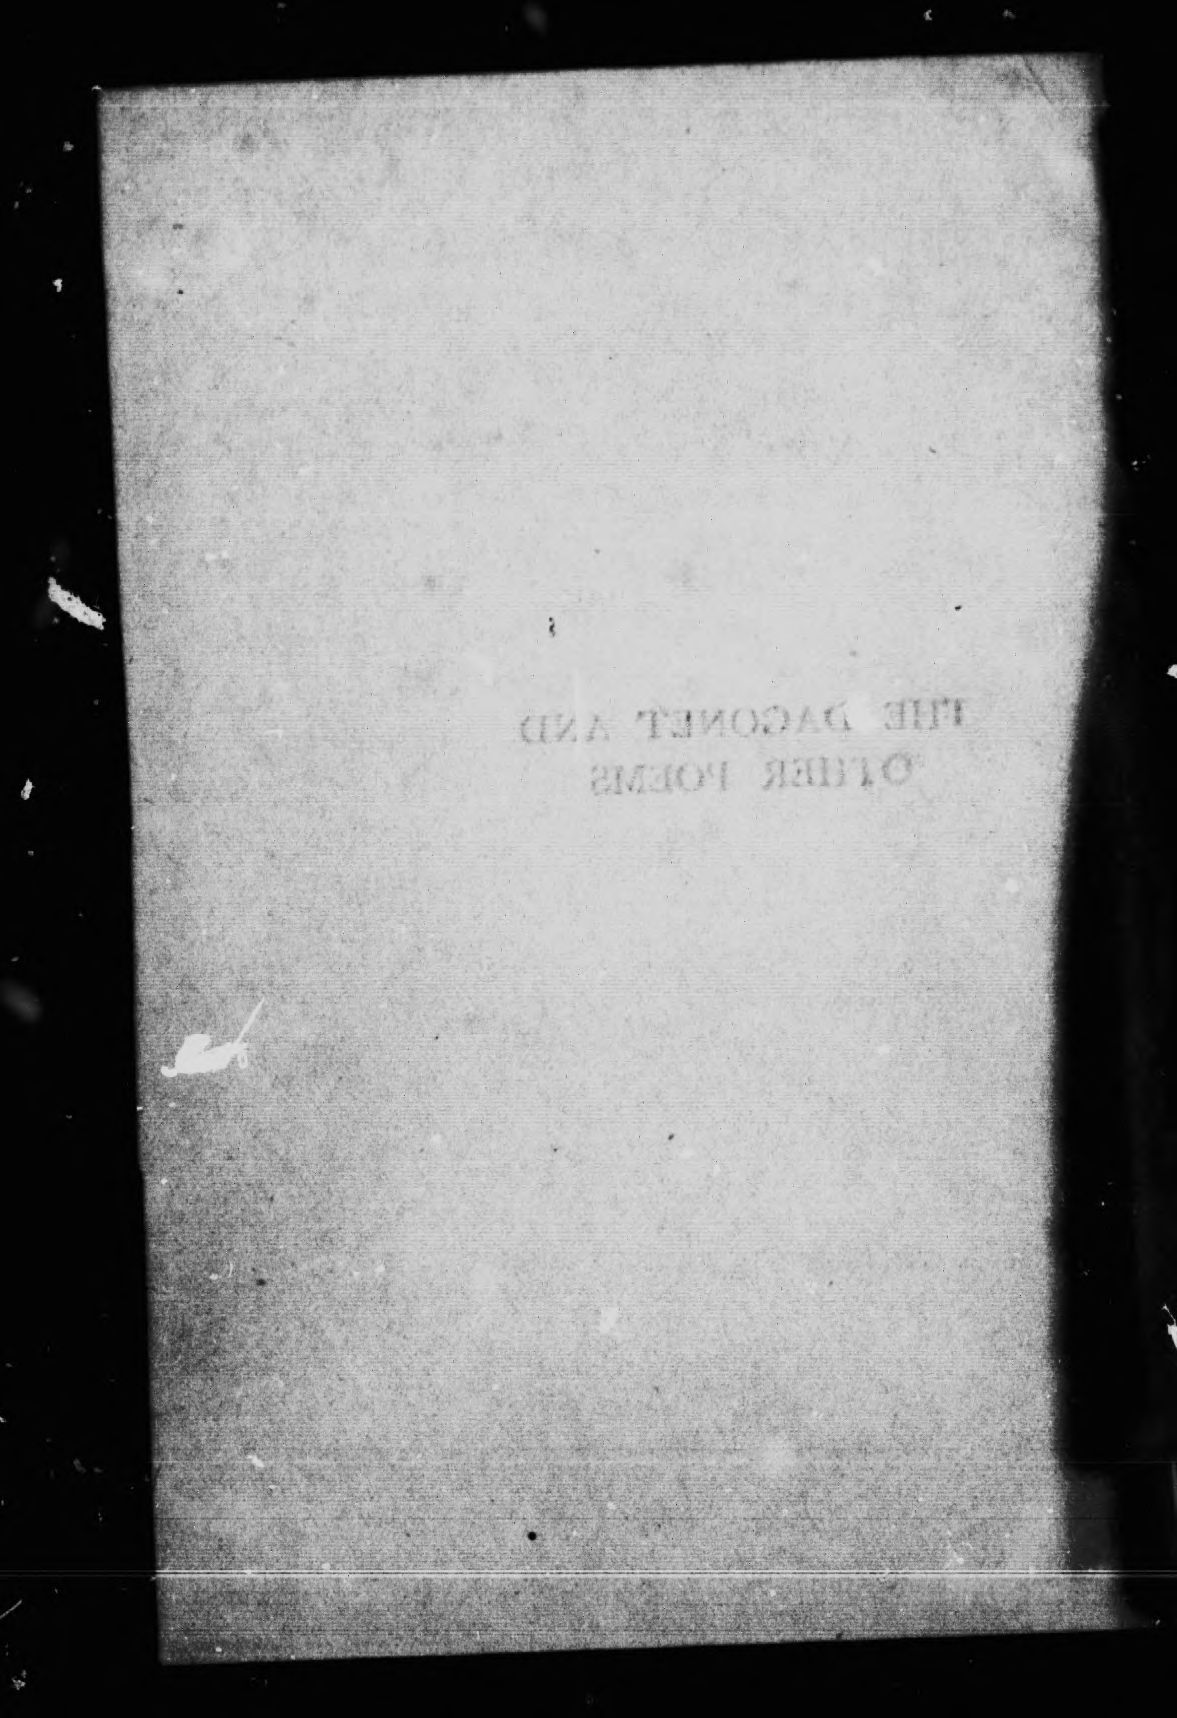 THE DAGONET AND
OTHER POEMS